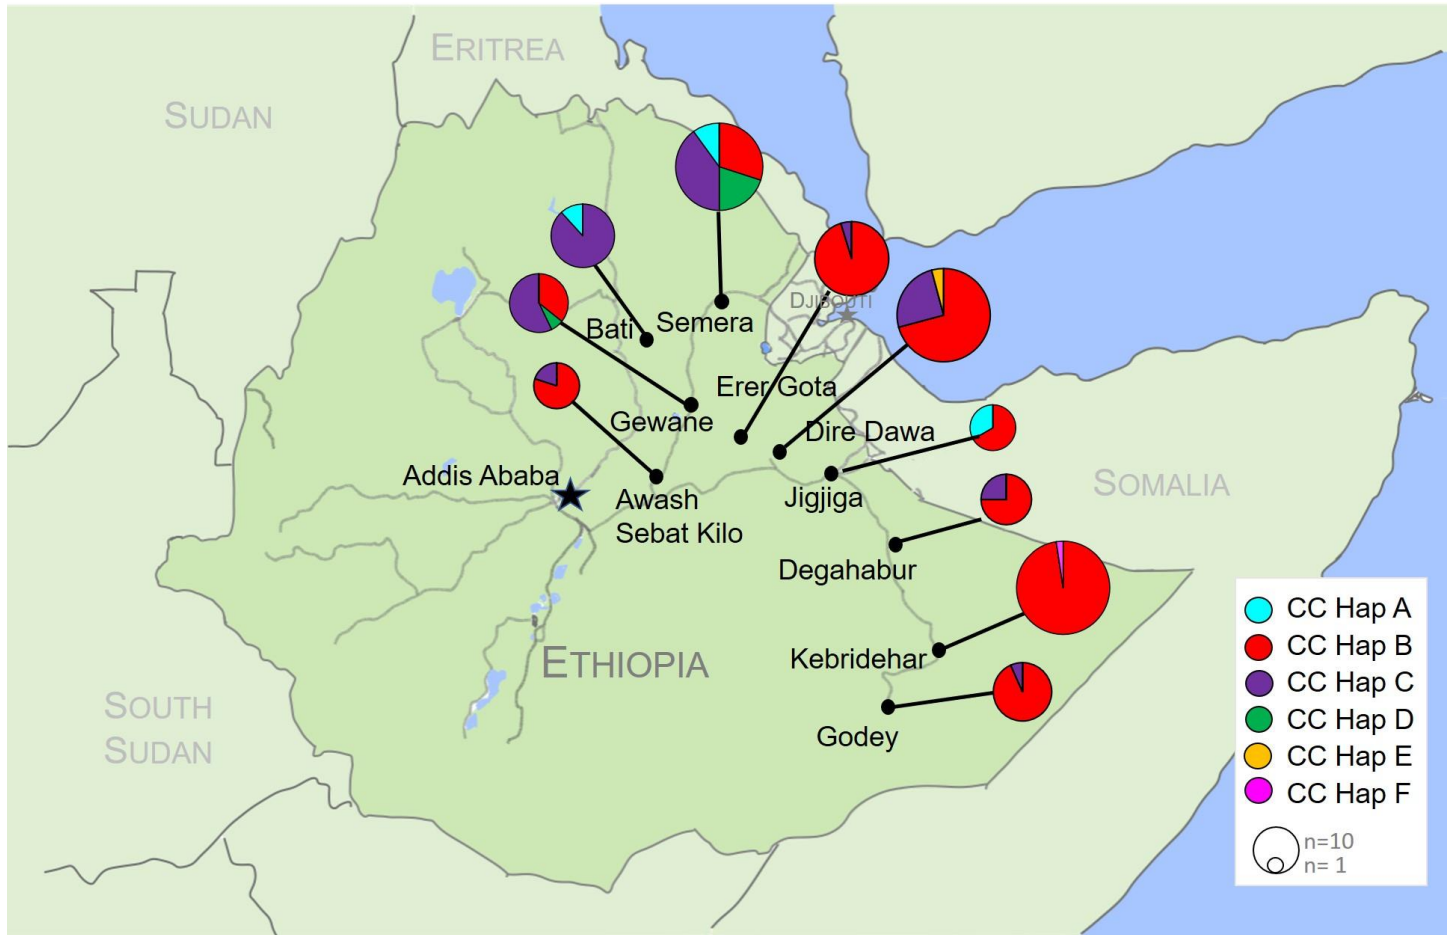 ERITREA
SUDAN
DJIBOUTI
Bati
Semera
Erer Gota
Gewane
Dire Dawa
Addis Ababa
Awash
Sebat Kilo
Jigjiga
SOMALIA
Degahabur
ETHIOPIA
Kebridehar
Godey
SOUTH
SUDAN
CC Hap A
CC Hap B
CC Hap C
CC Hap D
CC Hap E
CC Hap F
n=10
n= 1